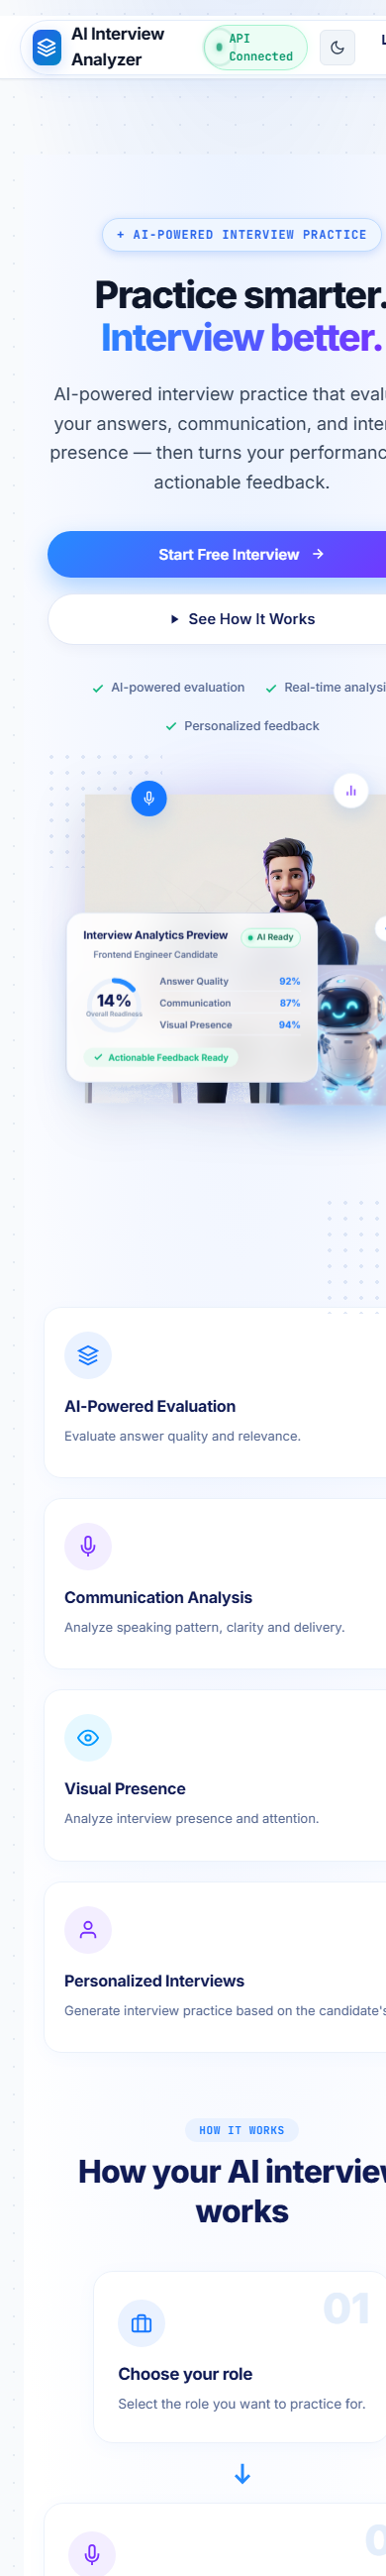 AI Interview
Analyzer
API
Connected
L
+ AI-POWERED INTERVIEW PRACTICE
Practice smarter.
Interview better.
AI-powered interview practice that eval
your answers, communication, and inte
presence — then turns your performanc
actionable feedback.
Start Free Interview →
▶ See How It Works
✓ AI-powered evaluation ✓ Real-time analysi
✓ Personalized feedback
Interview Analytics Preview
AI Ready
Frontend Engineer Candidate
14%
Overall Readiness
Answer Quality 92%
Communication 87%
Visual Presence 94%
✓ Actionable Feedback Ready
AI-Powered Evaluation
Evaluate answer quality and relevance.
Communication Analysis
Analyze speaking pattern, clarity and delivery.
Visual Presence
Analyze interview presence and attention.
Personalized Interviews
Generate interview practice based on the candidate's
HOW IT WORKS
How your AI interview
works
01
Choose your role
Select the role you want to practice for.
↓
0